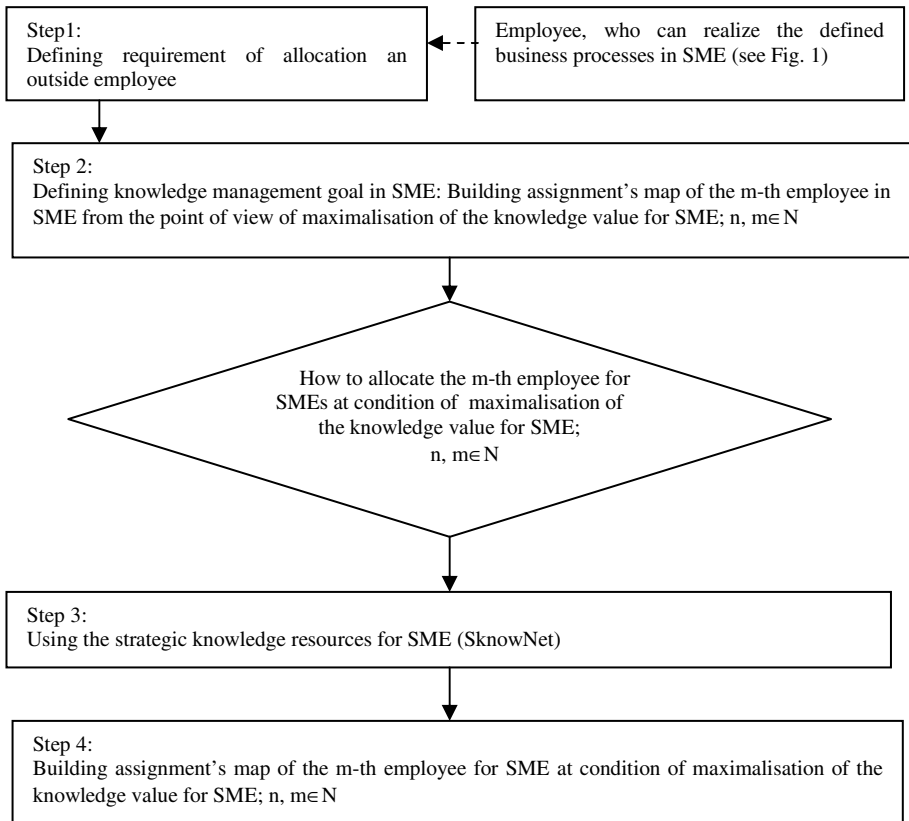 Step1:
Defining requirement of allocation an
outside employee
Employee, who can realize the defined
business processes in SME (see Fig. 1)
Step 2:
Defining knowledge management goal in SME: Building assignment’s map of the m-th employee in
SME from the point of view of maximalisation of the knowledge value for SME; n, m∈N
How to allocate the m-th employee for
SMEs at condition of maximalisation of
the knowledge value for SME;
n, m∈N
Step 3:
Using the strategic knowledge resources for SME (SknowNet)
Step 4:
Building assignment’s map of the m-th employee for SME at condition of maximalisation of the
knowledge value for SME; n, m∈N